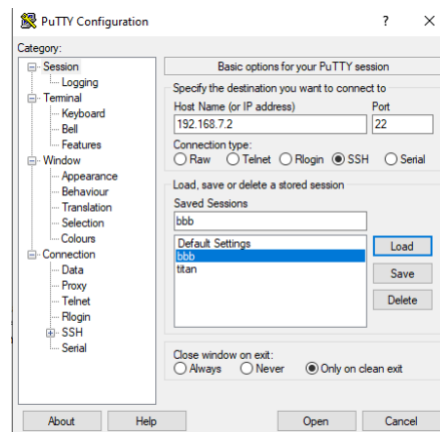 PuTTY Configuration
?
×
Category:
Session
Logging
Terminal
Keyboard
Bell
Features
Window
Appearance
Behaviour
Translation
Selection
Colours
Connection
Data
Proxy
Telnet
Rlogin
SSH
Serial
Basic options for your PuTTY session
Specify the destination you want to connect to
Host Name (or IP address) Port
192.168.7.2 22
Connection type:
Raw Telnet Rlogin SSH Serial
Load, save or delete a stored session
Saved Sessions
bbb
Default Settings
bbb
titan
Load
Save
Delete
Close window on exit:
Always Never Only on clean exit
About Help Open Cancel